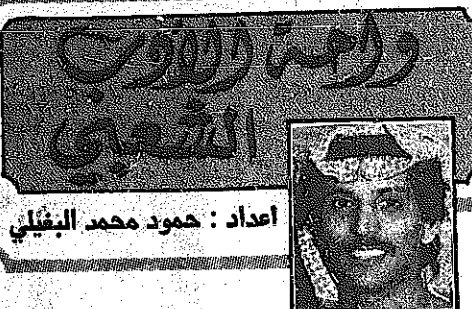 واحة الأدب
الشعبي
اعداد : حمود محمد البغيلي